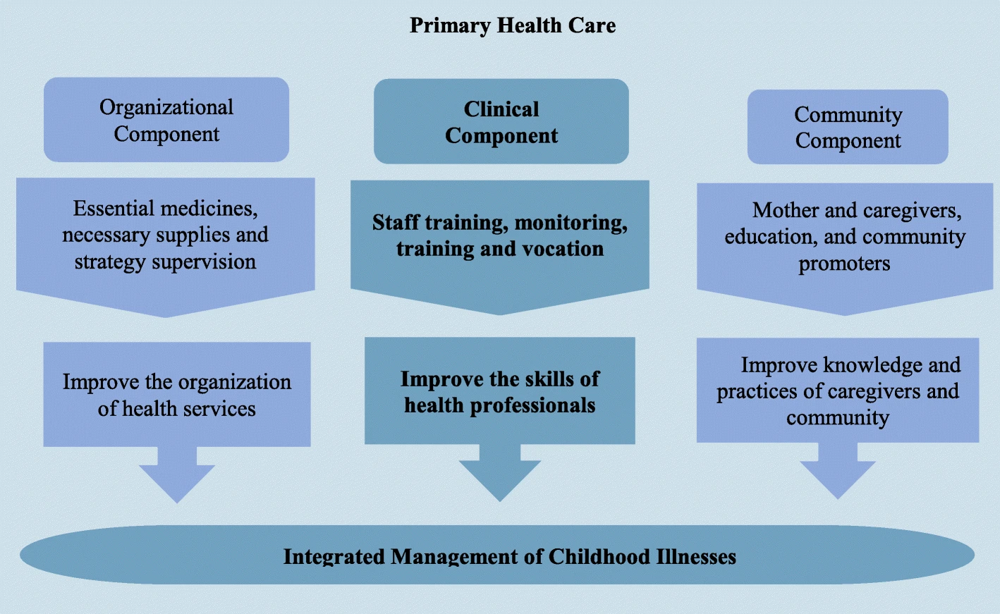 Primary Health Care
Organizational
Component
Essential medicines,
necessary supplies and
strategy supervision
Improve the organization
of health services
Clinical
Component
Staff training, monitoring,
training and vocation
Improve the skills of
health professionals
Community
Component
Mother and caregivers,
education, and community
promoters
Improve knowledge and
practices of caregivers and
community
Integrated Management of Childhood Illnesses